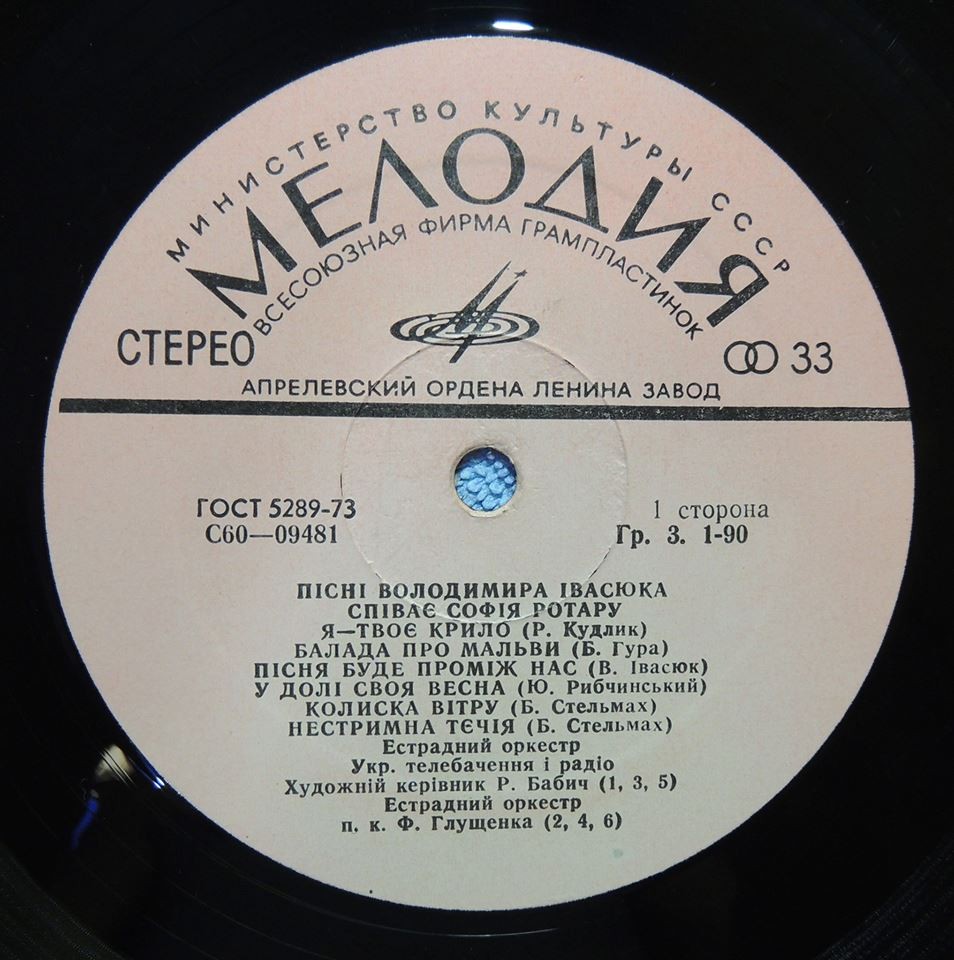 МИНИСТЕРСТВО КУЛЬТУРЫ СССР
МЕЛОДИЯ
ВСЕСОЮЗНАЯ ФИРМА ГРАМПЛАСТИНОК
СТЕРЕО
33
АПРЕЛЕВСКИЙ ОРДЕНА ЛЕНИНА ЗАВОД
ГОСТ 5289-73
1 сторона
С60—09481
Гр. 3. 1-90
ПІСНІ ВОЛОДИМИРА ІВАСЮКА
СПІВАЄ СОФІЯ РОТАРУ
Я—ТВОЄ КРИЛО (Р. Кудлик)
БАЛАДА ПРО МАЛЬВИ (Б. Гура)
ПІСНЯ БУДЕ ПРОМІЖ НАС (В. Івасюк)
У ДОЛІ СВОЯ ВЕСНА (Ю. Рибчинський)
КОЛИСКА ВІТРУ (Б. Стельмах)
НЕСТРИМНА ТЄЧІЯ (Б. Стельмах)
Естрадний оркестр
Укр. телебачення і радіо
Художній керівник Р. Бабич (1, 3, 5)
Естрадний оркестр
п. к. Ф. Глущенка (2, 4, 6)